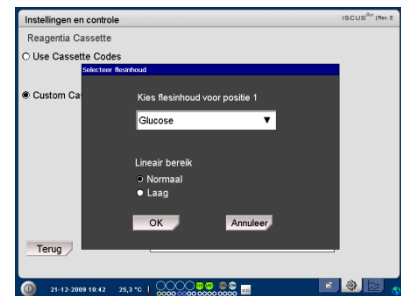 Instellingen en controle
ISCUS flex | Rev. E
Reagentia Cassette
Use Cassette Codes
Selecteer flesinhoud
Custom Ca
Kies flesinhoud voor positie 1
Glucose
Lineair bereik
Normaal
Laag
OK Annuleer
Terug
21-12-2009 10:42 25,3 °C